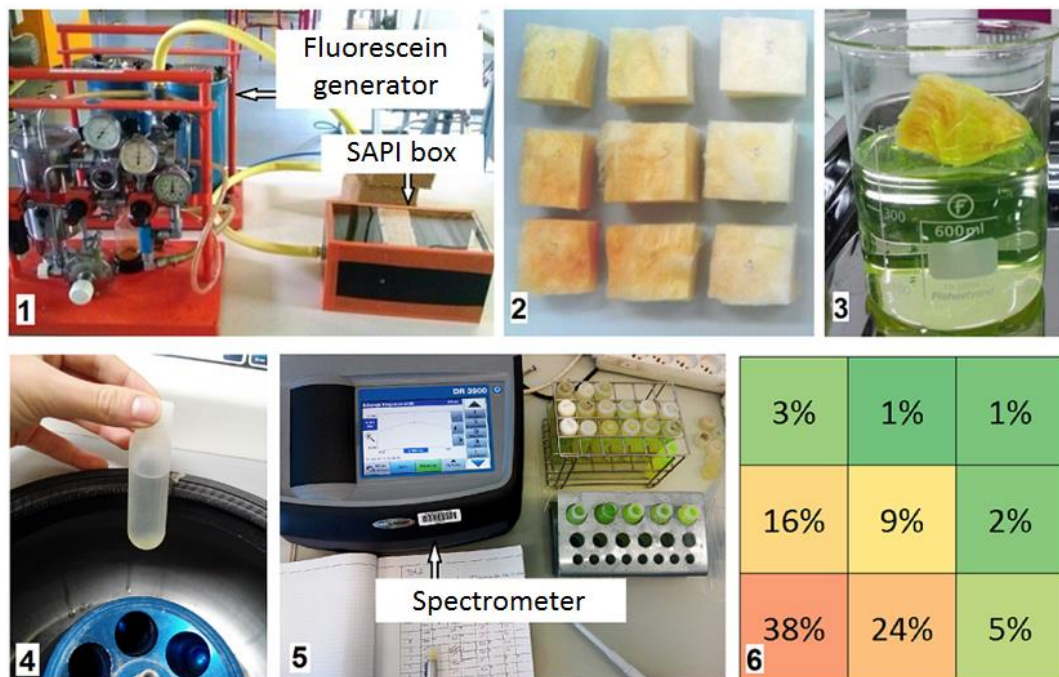 Fluorescein
generator
SAPI box
1
2
300
F
600ml
3
4
DR 3900
Spectrometer
5
3% 1% 1%
16% 9% 2%
38% 24% 5%
6